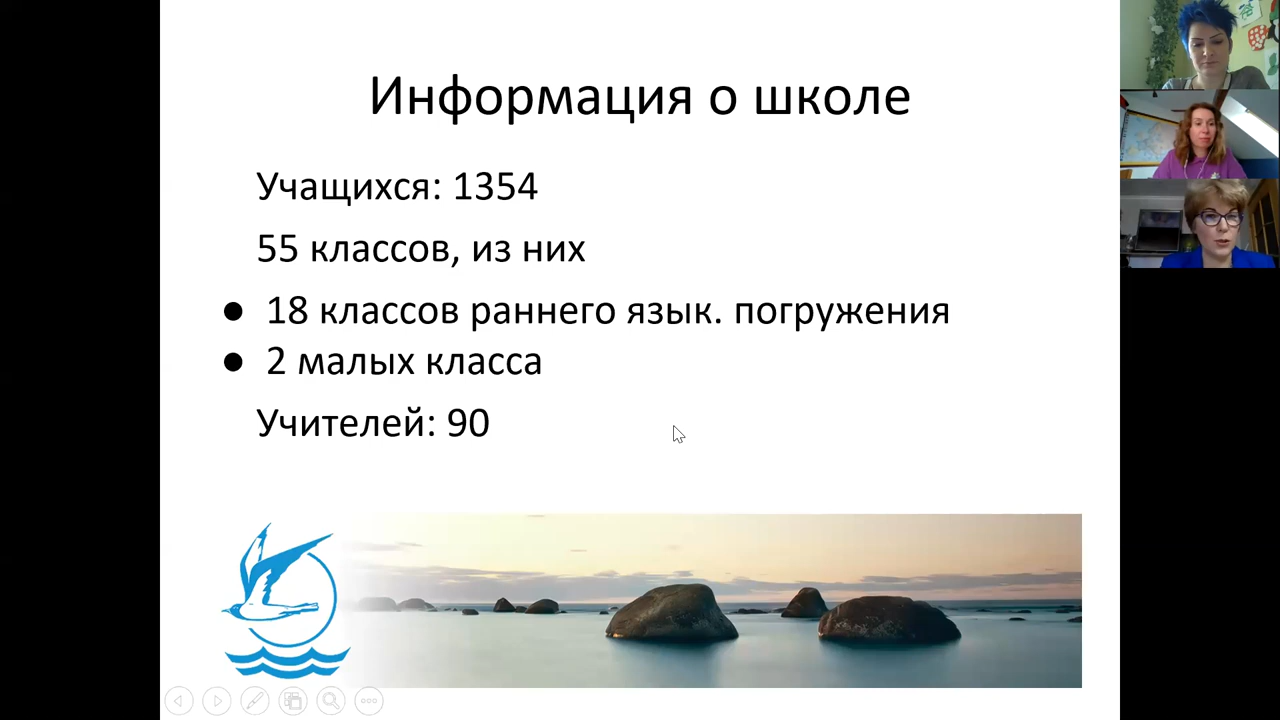 Информация о школе
Учащихся: 1354
55 классов, из них
● 18 классов раннего язык. погружения
● 2 малых класса
Учителей: 90